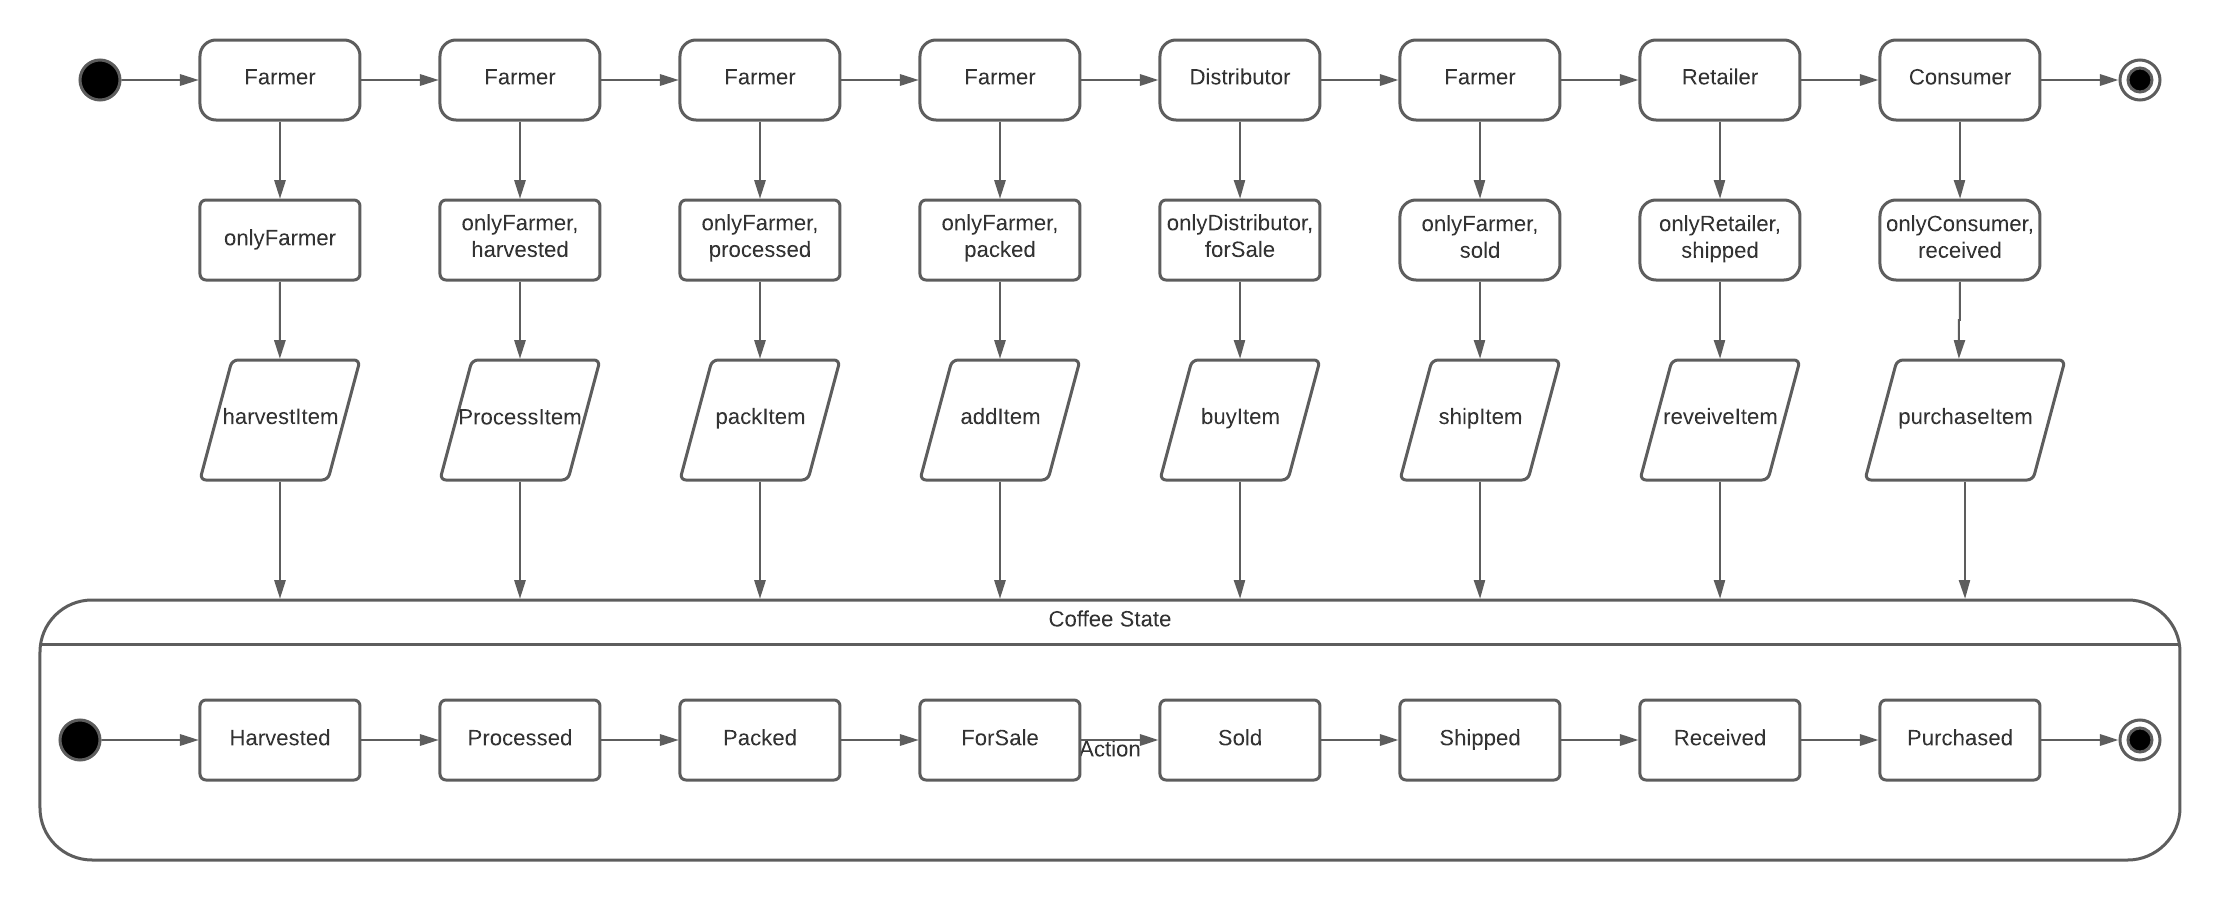 Farmer
Farmer
Farmer
Farmer
Distributor
Farmer
Retailer
Consumer
onlyFarmer
onlyFarmer,
harvested
onlyFarmer,
processed
onlyFarmer,
packed
onlyDistributor,
forSale
onlyFarmer,
sold
onlyRetailer,
shipped
onlyConsumer,
received
harvestItem
ProcessItem
packItem
addItem
buyItem
shipItem
reveiveItem
purchaseItem
Coffee State
Harvested
Processed
Packed
ForSale
Action
Sold
Shipped
Received
Purchased